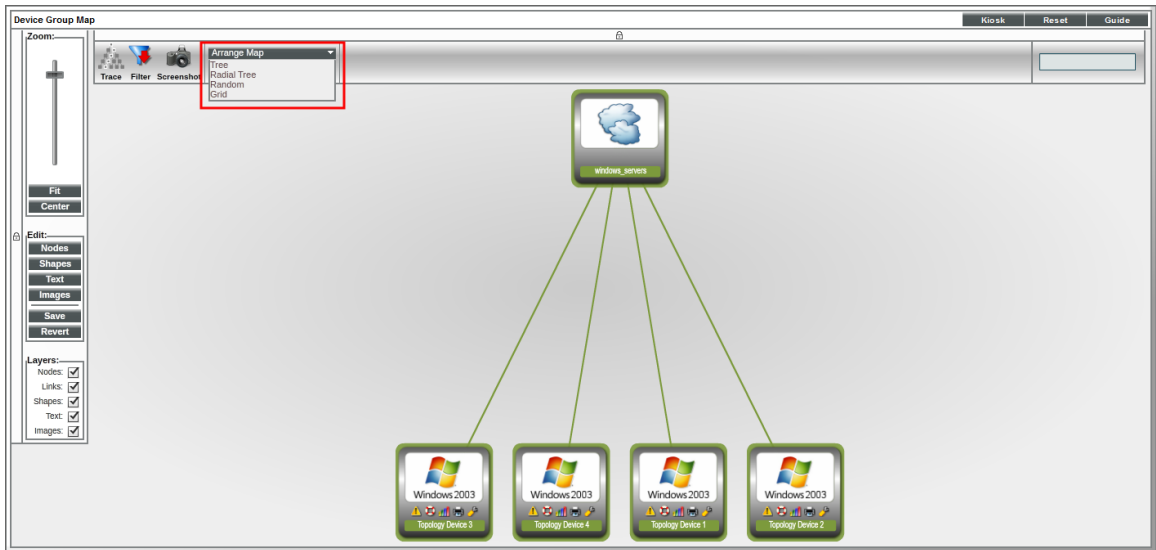 Device Group Map
Kiosk Reset Guide
Zoom:
Trace Filter Screenshot
Arrange Map
Tree
Radial Tree
Random
Grid
Fit
Center
Edit:
Nodes
Shapes
Text
Images
Save
Revert
Layers:
Nodes:
Links:
Shapes:
Text:
Images:
windows_servers
Windows 2003 Windows 2003 Windows 2003 Windows 2003
Topology Device 3 Topology Device 4 Topology Device 1 Topology Device 2